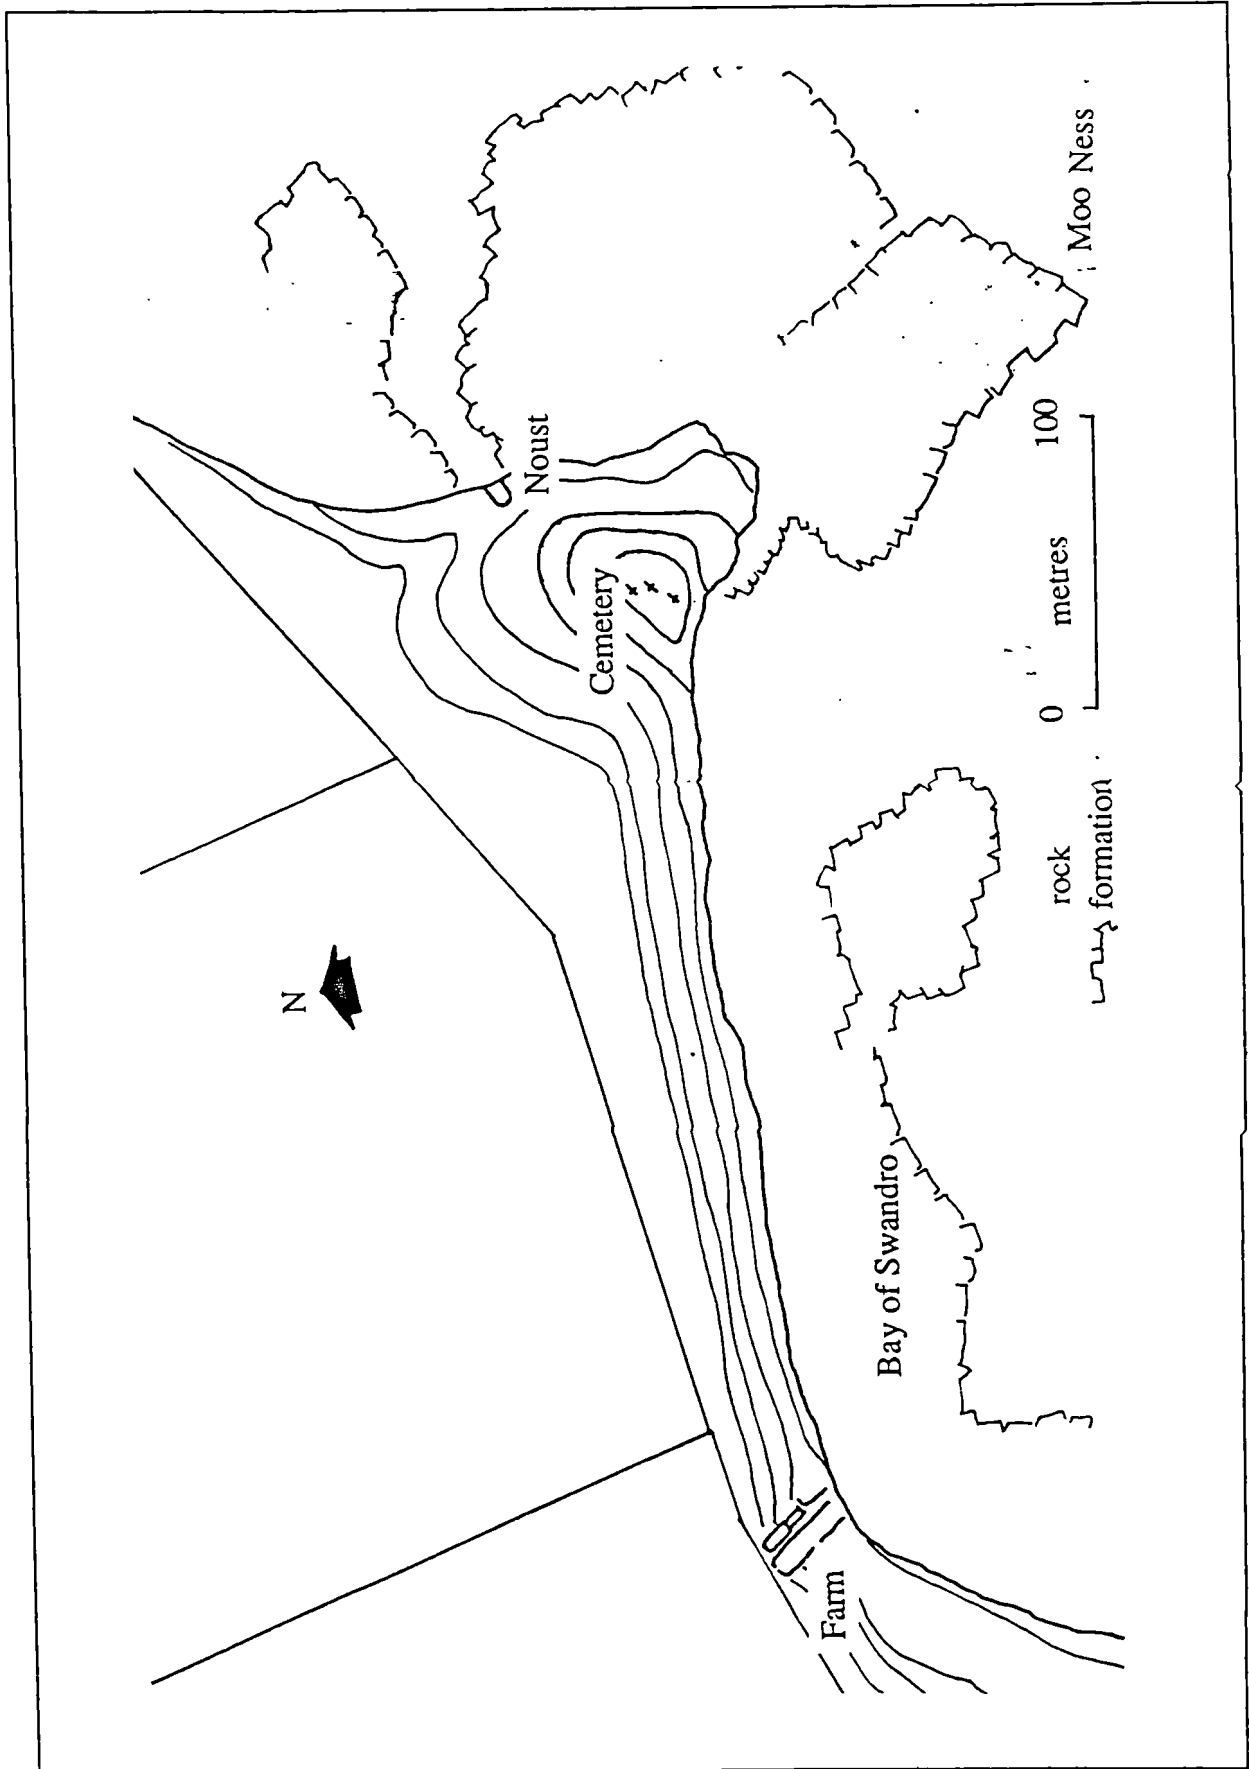 N
Noust
Cemetery
Farm
Bay of Swandro
Moo Ness
0 metres 100
rock
formation